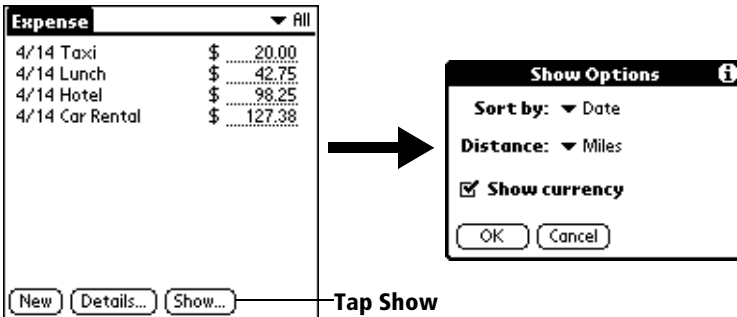 Expense
All
4/14 Taxi $ 20.00
4/14 Lunch $ 42.75
4/14 Hotel $ 98.25
4/14 Car Rental $ 127.38
New Details... Show...
Tap Show
Show Options i
Sort by: Date
Distance: Miles
Show currency
OK Cancel